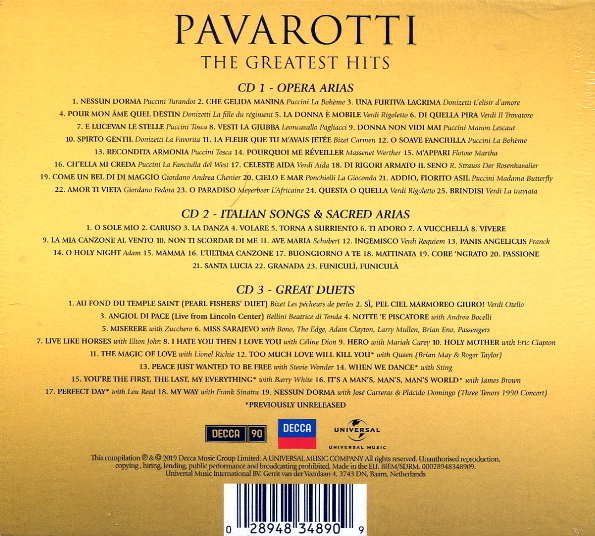 PAVAROTTI
THE GREATEST HITS
CD 1 - OPERA ARIAS
1. NESSUN DORMA Puccini Turandot 2. CHE GELIDA MANINA Puccini La Bohème 3. UNA FURTIVA LAGRIMA Donizetti L'elisir d'amore
4. POUR MON ÂME QUEL DESTIN Donizetti La fille du régiment 5. LA DONNA È MOBILE Verdi Rigoletto 6. DI QUELLA PIRA Verdi Il Trovatore
7. E LUCEVAN LE STELLE Puccini Tosca 8. VESTI LA GIUBBA Leoncavallo Pagliacci 9. DONNA NON VIDI MAI Puccini Manon Lescaut
10. SPIRTO GENTIL Donizetti La Favorita 11. LA FLEUR QUE TU M'AVAIS JETÉE Bizet Carmen 12. O SOAVE FANCIULLA Puccini La Bohème
13. RECONDITA ARMONIA Puccini Tosca 14. POURQUOI ME RÉVEILLER Massenet Werther 15. M'APPARI Flotow Martha
16. CH'ELLA MI CREDA Puccini La Fanciulla del West 17. CELESTE AIDA Verdi Aida 18. DI RIGORI ARMATO IL SENO R. Strauss Der Rosenkavalier
19. COME UN BEL DI DI MAGGIO Giordano Andrea Chenier 20. CIELO E MAR Ponchielli La Gioconda 21. ADDIO, FIORITO ASIL Puccini Madama Butterfly
22. AMOR TI VIETA Giordano Fedora 23. O PARADISO Meyerbeer L'Africaine 24. QUESTA O QUELLA Verdi Rigoletto 25. BRINDISI Verdi La traviata
CD 2 - ITALIAN SONGS & SACRED ARIAS
1. O SOLE MIO 2. CARUSO 3. LA DANZA 4. VOLARE 5. TORNA A SURRIENTO 6. TI ADORO 7. A VUCCHELLA 8. VIVERE
9. LA MIA CANZONE AL VENTO 10. NON TI SCORDAR DI ME 11. AVE MARIA Schubert 12. INGEMISCO Verdi Requiem 13. PANIS ANGELICUS Franck
14. O HOLY NIGHT Adam 15. MAMMA 16. L'ULTIMA CANZONE 17. BUONGIORNO A TE 18. MATTINATA 19. CORE 'NGRATO 20. PASSIONE
21. SANTA LUCIA 22. GRANADA 23. FUNICULÌ, FUNICULÀ
CD 3 - GREAT DUETS
1. AU FOND DU TEMPLE SAINT (PEARL FISHERS' DUET) Bizet Les pêcheurs de perles 2. SÌ, PEL CIEL MARMOREO GIURO! Verdi Otello
3. ANGIOL DI PACE (Live from Lincoln Center) Bellini Beatrice di Tenda 4. NOTTE 'E PISCATORE with Andrea Bocelli
5. MISERERE with Zucchero 6. MISS SARAJEVO with Bono, The Edge, Adam Clayton, Larry Mullen, Brian Eno, Passengers
7. LIVE LIKE HORSES with Elton John 8. I HATE YOU THEN I LOVE YOU with Céline Dion 9. HERO with Mariah Carey 10. HOLY MOTHER with Eric Clapton
11. THE MAGIC OF LOVE with Lionel Richie 12. TOO MUCH LOVE WILL KILL YOU* with Queen (Brian May & Roger Taylor)
13. PEACE JUST WANTED TO BE FREE with Stevie Wonder 14. WHEN WE DANCE* with Sting
15. YOU'RE THE FIRST, THE LAST, MY EVERYTHING* with Barry White 16. IT'S A MAN'S, MAN'S, MAN'S WORLD* with James Brown
17. PERFECT DAY* with Lou Reed 18. MY WAY with Frank Sinatra 19. NESSUN DORMA with José Carreras & Plácido Domingo (Three Tenors 1990 Concert)
*PREVIOUSLY UNRELEASED
DECCA 90
DECCA
UNIVERSAL
UNIVERSAL MUSIC
This compilation ℗ & © 2019 Decca Music Group Limited. A UNIVERSAL MUSIC COMPANY All rights reserved. Unauthorised reproduction,
copying, hiring, lending, public performance and broadcasting prohibited. Made in the EU. BIEM/SDRM. 00028948348909.
Universal Music International BV. Gerrit van der Veenlaan 4, 3743 DN, Baarn, Netherlands
0 28948 34890 9